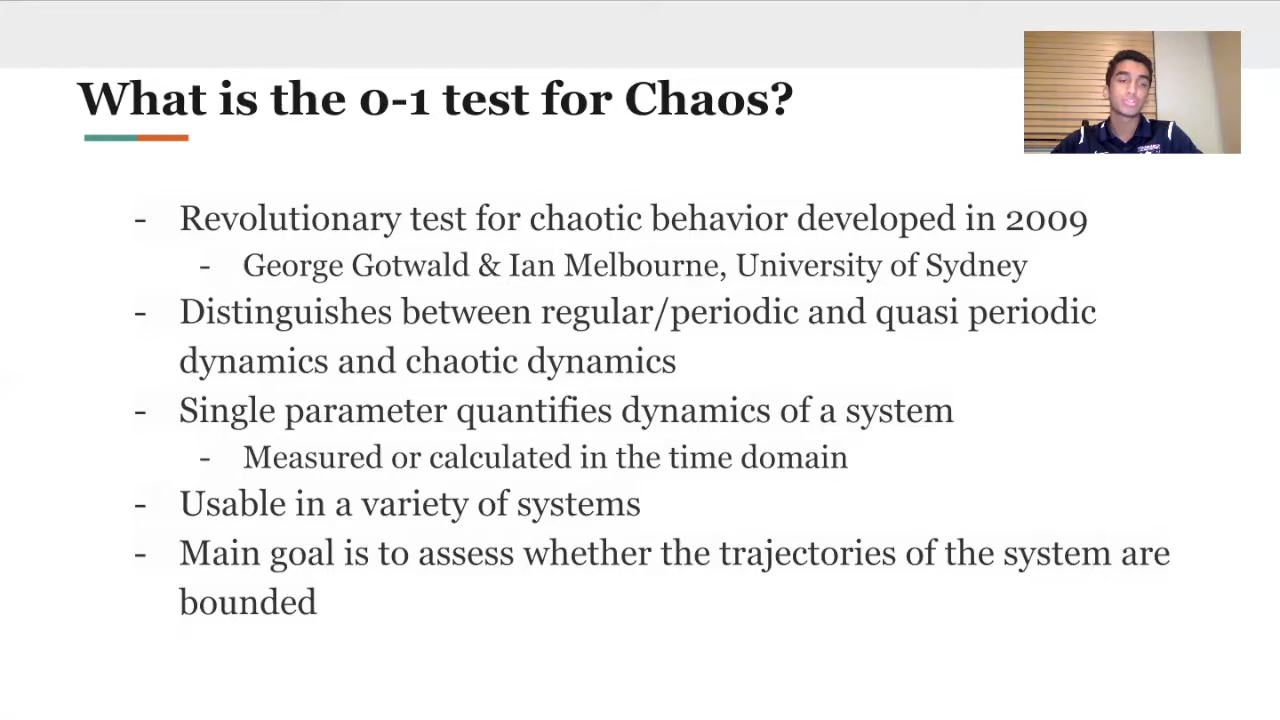 What is the 0-1 test for Chaos?
- Revolutionary test for chaotic behavior developed in 2009
- George Gotwald & Ian Melbourne, University of Sydney
- Distinguishes between regular/periodic and quasi periodic
dynamics and chaotic dynamics
- Single parameter quantifies dynamics of a system
- Measured or calculated in the time domain
- Usable in a variety of systems
- Main goal is to assess whether the trajectories of the system are
bounded